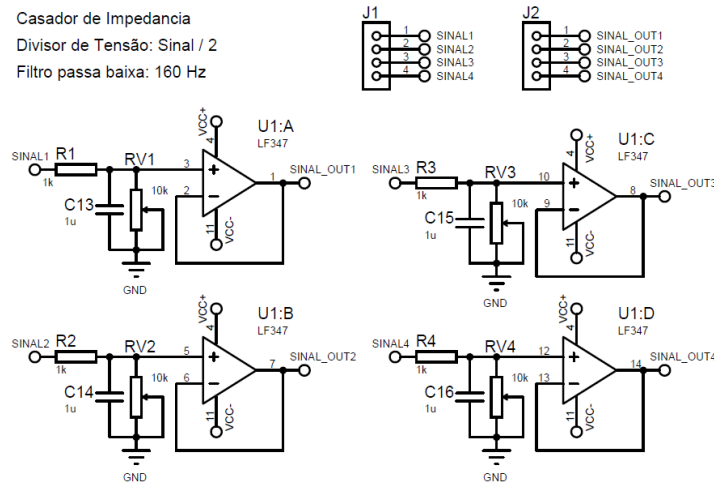 Casador de Impedancia
Divisor de Tensão: Sinal / 2
Filtro passa baixa: 160 Hz
J1
1 SINAL1
2 SINAL2
3 SINAL3
4 SINAL4
J2
1 SINAL_OUT1
2 SINAL_OUT2
3 SINAL_OUT3
4 SINAL_OUT4
SINAL1
R1
1k
C13
1u
RV1
10k
GND
VCC+
4
U1:A
LF347
3
2
1
11
VCC-
SINAL_OUT1
SINAL3
R3
1k
C15
1u
RV3
10k
GND
VCC+
4
U1:C
LF347
10
9
8
11
VCC-
SINAL_OUT3
SINAL2
R2
1k
C14
1u
RV2
10k
GND
VCC+
4
U1:B
LF347
5
6
7
11
VCC-
SINAL_OUT2
SINAL4
R4
1k
C16
1u
RV4
10k
GND
VCC+
4
U1:D
LF347
12
13
14
11
VCC-
SINAL_OUT4